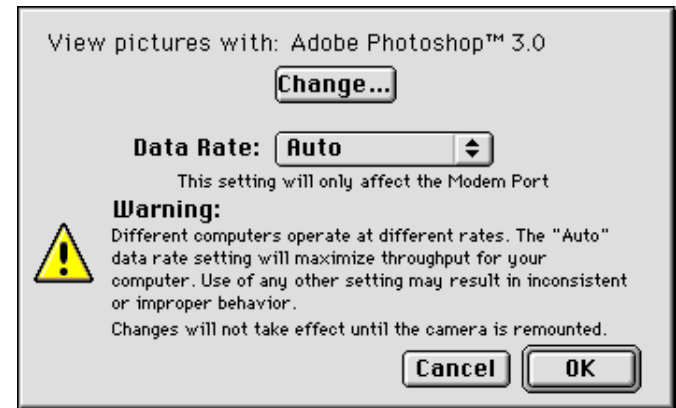 View pictures with: Adobe Photoshop™ 3.0
Change...
Data Rate: Auto
This setting will only affect the Modem Port
Warning:
Different computers operate at different rates. The "Auto"
data rate setting will maximize throughput for your
computer. Use of any other setting may result in inconsistent
or improper behavior.
Changes will not take effect until the camera is remounted.
Cancel OK